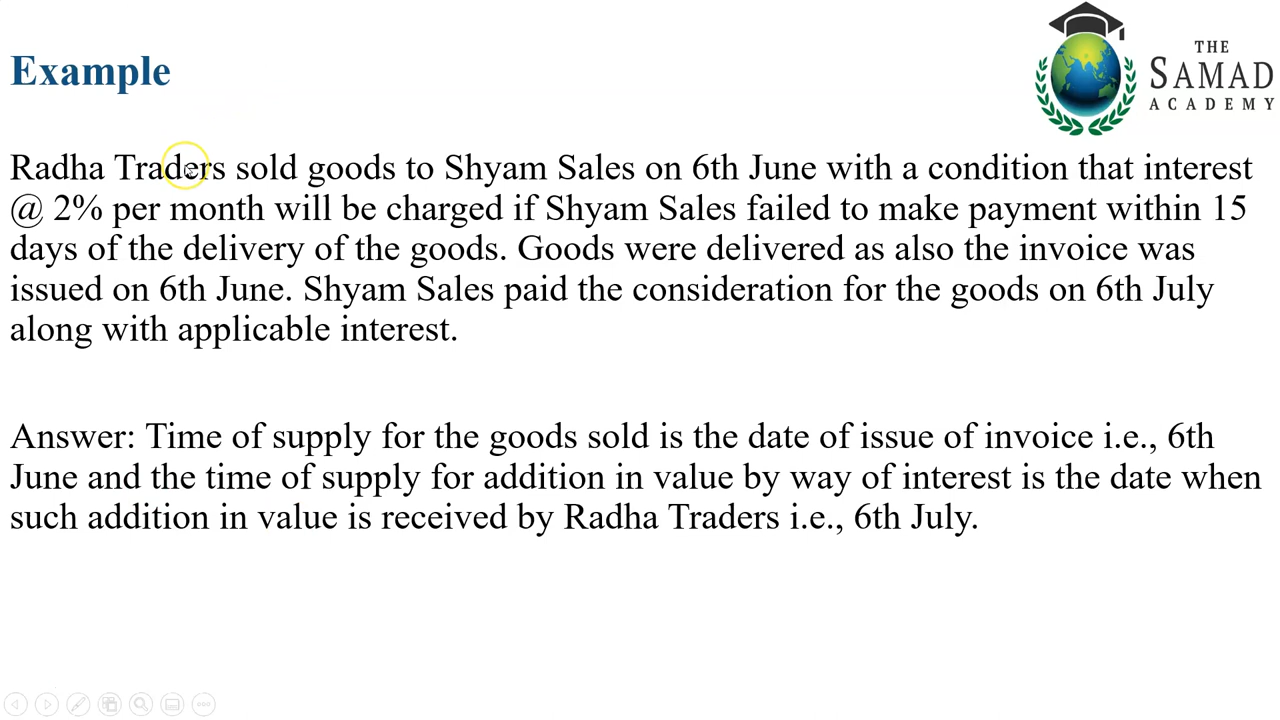 Example
THE
SAMAD
ACADEMY
Radha Traders sold goods to Shyam Sales on 6th June with a condition that interest
@ 2% per month will be charged if Shyam Sales failed to make payment within 15
days of the delivery of the goods. Goods were delivered as also the invoice was
issued on 6th June. Shyam Sales paid the consideration for the goods on 6th July
along with applicable interest.
Answer: Time of supply for the goods sold is the date of issue of invoice i.e., 6th
June and the time of supply for addition in value by way of interest is the date when
such addition in value is received by Radha Traders i.e., 6th July.